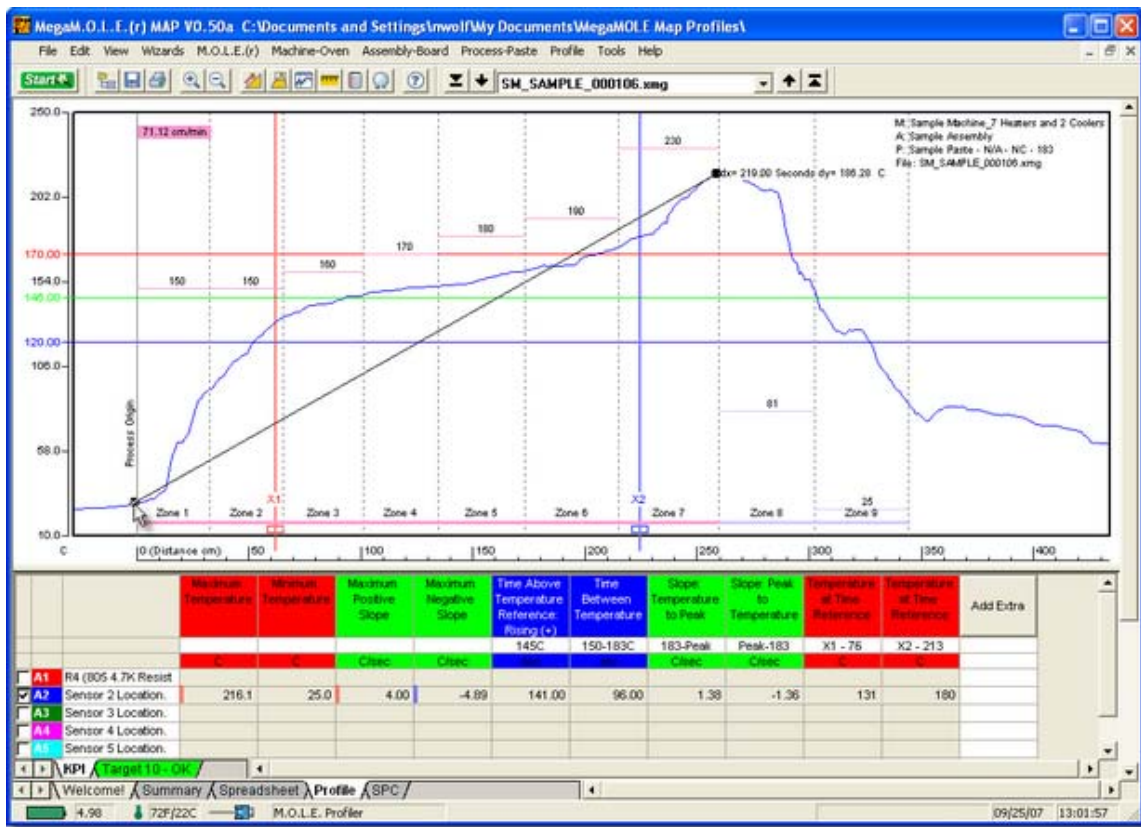 MegaM.O.L.E.(r) MAP V0.50a C:\Documents and Settings\nwolf\My Documents\MegaMOLE Map Profiles\
File Edit View Wizards M.O.L.E.(r) Machine-Oven Assembly-Board Process-Paste Profile Tools Help
Start
SM_SAMPLE_000106.xmg
250.0
71.12 cm/min
M: Sample Machine_7 Heaters and 2 Coolers
A: Sample Assembly
P: Sample Paste - N/A - NC - 183
File: SM_SAMPLE_000106.xmg
230
dx= 219.00 Seconds dy= 186.28 C
202.0
190
180
170
170.00
160
154.0
150 150
145.00
120.00
106.0
81
Process Origin
58.0
X1 X2
25
Zone 1 Zone 2 Zone 3 Zone 4 Zone 5 Zone 6 Zone 7 Zone 8 Zone 9
10.0
C 0 (Distance cm) 50 100 150 200 250 300 350 400
Maximum Minimum Maximum Maximum Time Above Time Slope: Slope: Peak Temperature Temperature
Temperature Temperature Positive Negative Temperature Between Temperature to at Time at Time Add Extra
Slope Slope Reference: Temperature to Peak Temperature Reference Reference
Rising (+)
145C 150-183C 183-Peak Peak-183 X1 - 76 X2 - 213
C C C/sec C/sec C/sec C/sec C C
A1 R4 (805 4.7K Resist
A2 Sensor 2 Location. 216.1 25.0 4.00 -4.89 141.00 96.00 1.38 -1.36 131 180
A3 Sensor 3 Location.
A4 Sensor 4 Location.
A5 Sensor 5 Location.
KPI Target 10 - OK
Welcome! Summary Spreadsheet Profile SPC
4.98 72F/22C M.O.L.E. Profiler 09/25/07 13:01:57